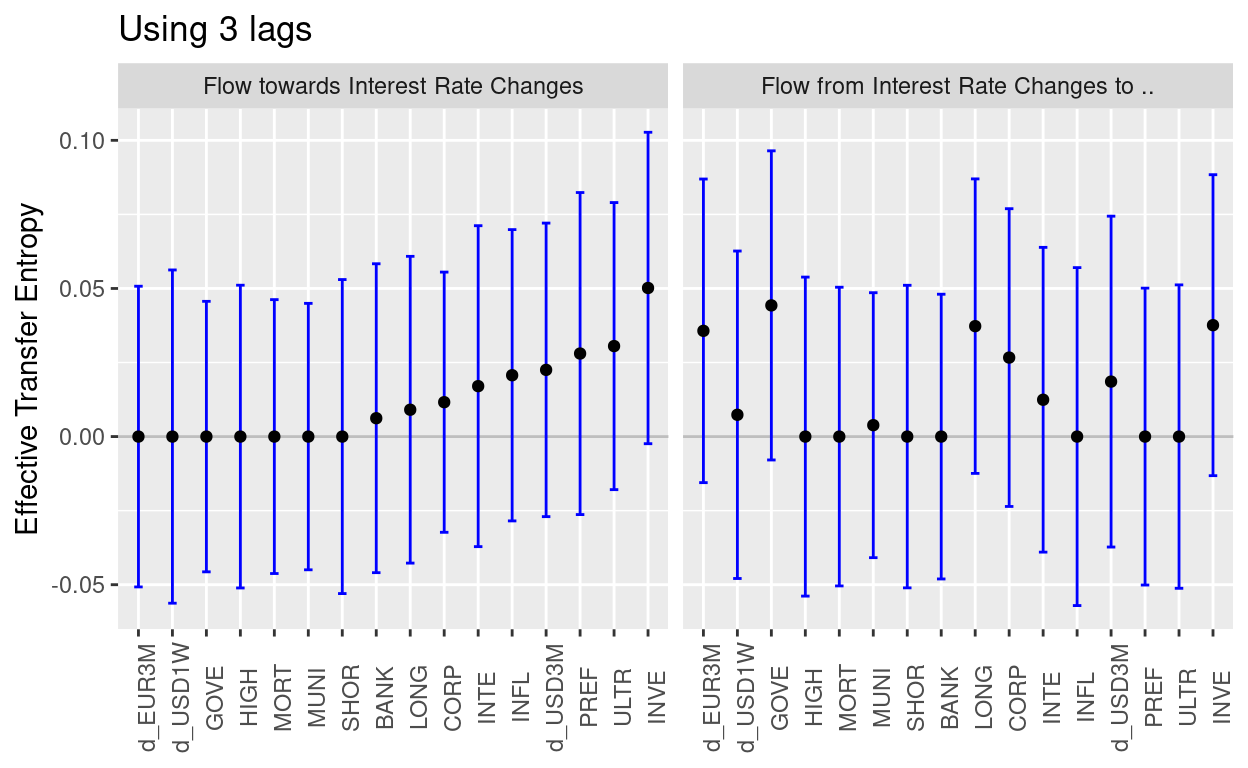 Using 3 lags
Flow towards Interest Rate Changes
Flow from Interest Rate Changes to ..
Effective Transfer Entropy
0.10
0.05
0.00
-0.05
d_EUR3M
d_USD1W
GOVE
HIGH
MORT
MUNI
SHOR
BANK
LONG
CORP
INTE
INFL
d_USD3M
PREF
ULTR
INVE
d_EUR3M
d_USD1W
GOVE
HIGH
MORT
MUNI
SHOR
BANK
LONG
CORP
INTE
INFL
d_USD3M
PREF
ULTR
INVE